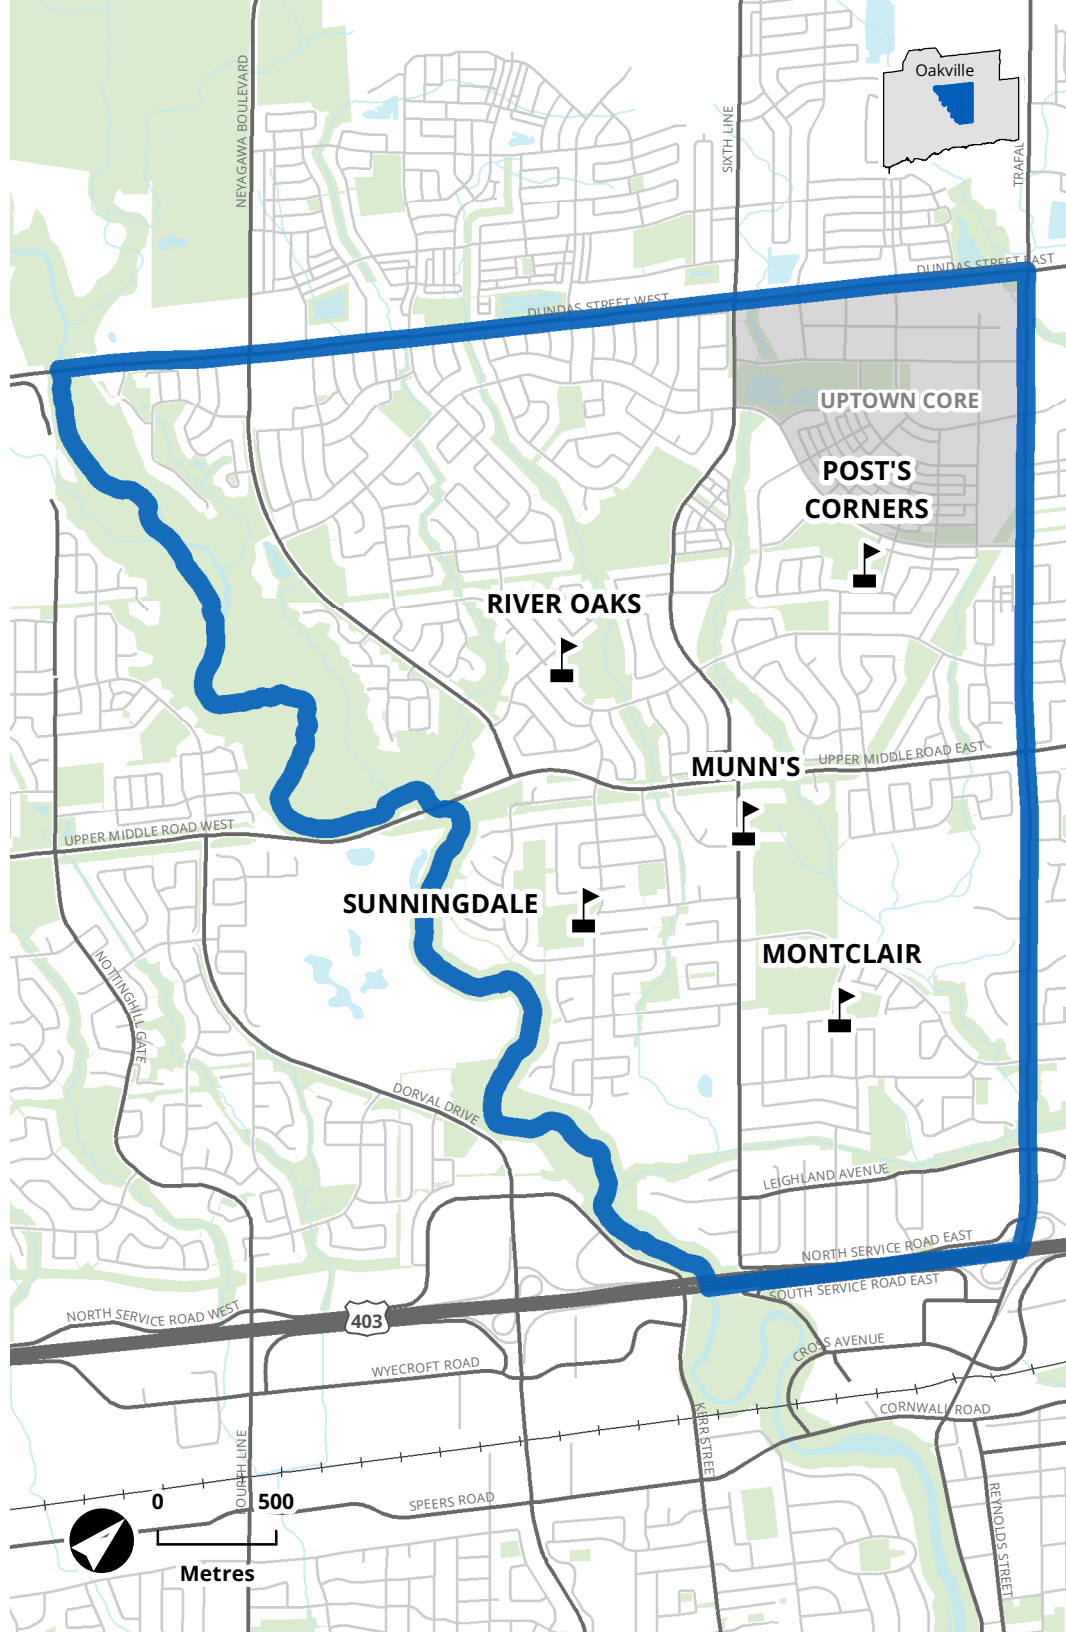 Oakville
NEYAGAWA BOULEVARD
SIXTH LINE
TRAFAL
DUNDAS STREET EAST
DUNDAS STREET WEST
UPTOWN CORE
POST'S
CORNERS
RIVER OAKS
MUNN'S
UPPER MIDDLE ROAD EAST
UPPER MIDDLE ROAD WEST
SUNNINGDALE
MONTCLAIR
NOTTINGHILL GATE
DORVAL DRIVE
LEIGHLAND AVENUE
NORTH SERVICE ROAD EAST
SOUTH SERVICE ROAD EAST
NORTH SERVICE ROAD WEST
403
CROSS AVENUE
WYECROFT ROAD
CORNWALL ROAD
KERR STREET
OURTH LINE
SPEERS ROAD
REYNOLDS STREET
0 500
Metres